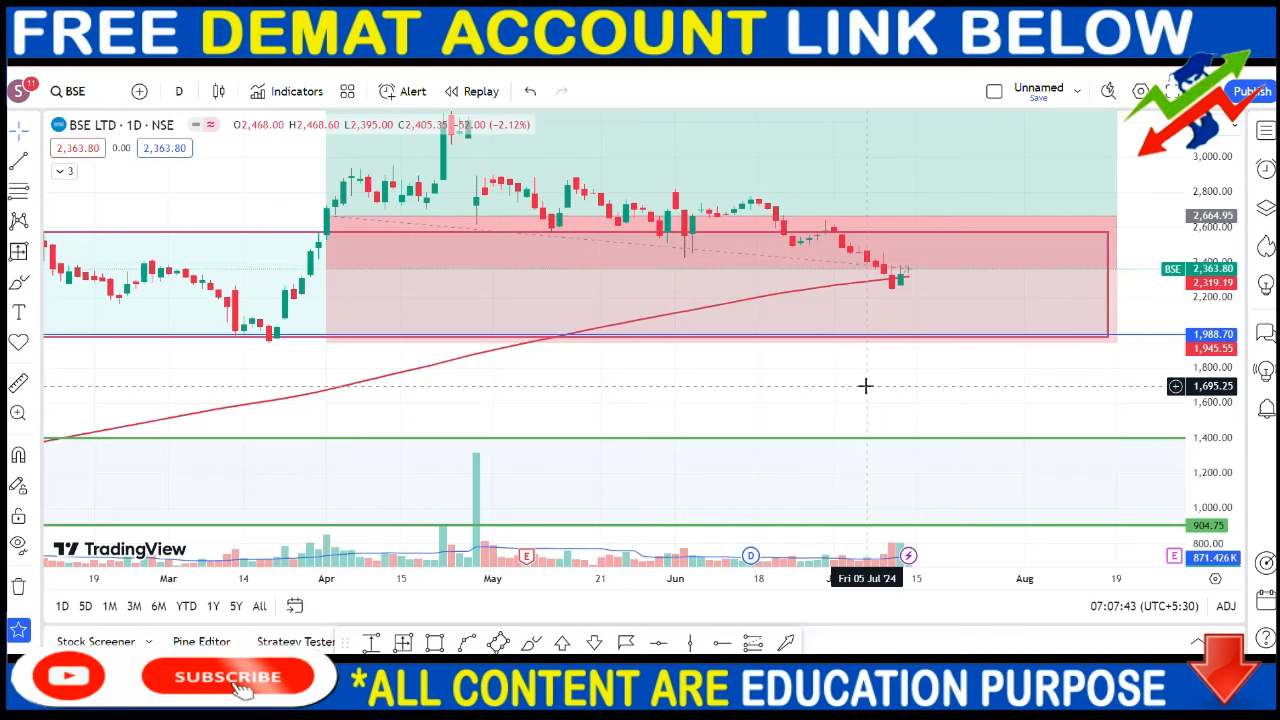 FREE DEMAT ACCOUNT LINK BELOW
S 11 BSE D Indicators Alert Replay Unnamed Save Publish
BSE LTD · 1D · NSE O2,468.00 H2,468.60 L2,395.00 C2,405.35 (−2.12%)
2,363.80 0.00 2,363.80
3
3,000.00
2,800.00
2,664.95
2,600.00
2,400.00
BSE 2,363.80
2,319.19
2,200.00
1,988.70
1,945.55
1,800.00
1,695.25
1,600.00
1,400.00
1,200.00
1,000.00
904.75
800.00
871.426K
TradingView
E D E
19 Mar 14 Apr 15 May 21 Jun 18 Fri 05 Jul '24 15 Aug 19
1D 5D 1M 3M 6M YTD 1Y 5Y All 07:07:43 (UTC+5:30) ADJ
Stock Screener Pine Editor Strategy Tester
SUBSCRIBE
*ALL CONTENT ARE EDUCATION PURPOSE